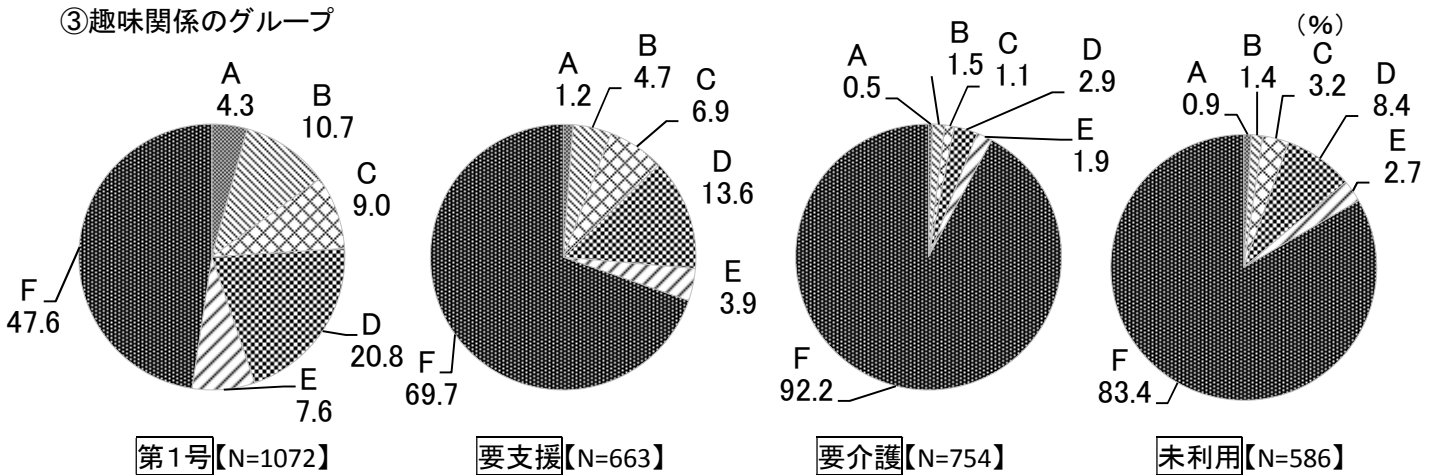 ③趣味関係のグループ
(%)
A
4.3
B
10.7
C
9.0
D
20.8
E
7.6
F
47.6
第1号【N=1072】
A
1.2
B
4.7
C
6.9
D
13.6
E
3.9
F
69.7
要支援【N=663】
A
0.5
B
1.5
C
1.1
D
2.9
E
1.9
F
92.2
要介護【N=754】
A
0.9
B
1.4
C
3.2
D
8.4
E
2.7
F
83.4
未利用【N=586】